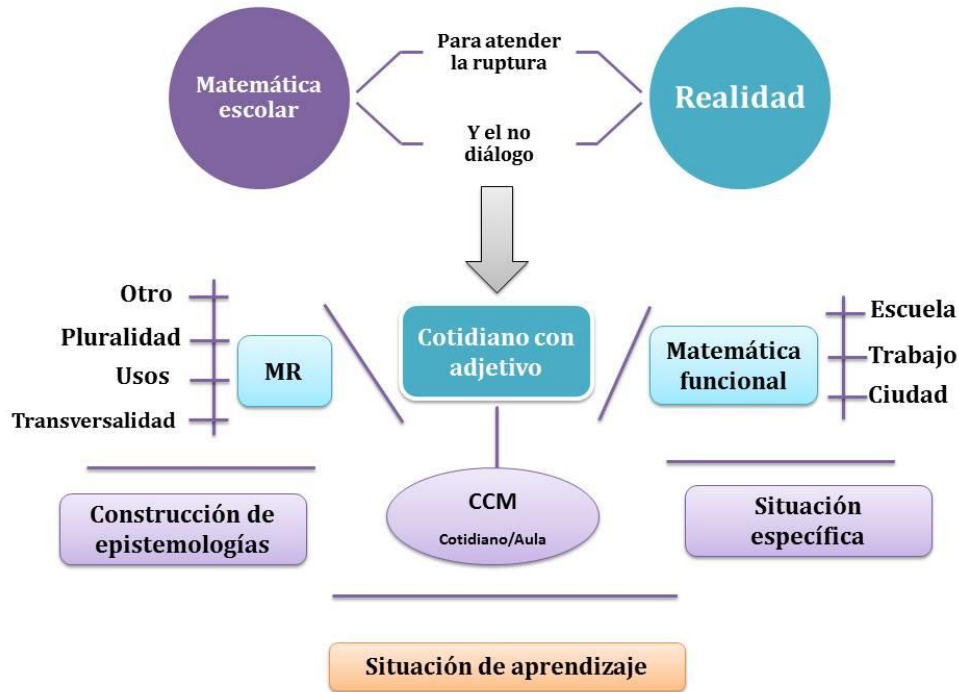 Matemática
escolar
Para atender
la ruptura
Y el no
diálogo
Realidad
Otro
Pluralidad
Usos
Transversalidad
MR
Cotidiano con
adjetivo
Matemática
funcional
Escuela
Trabajo
Ciudad
Construcción de
epistemologías
CCM
Cotidiano/Aula
Situación
específica
Situación de aprendizaje